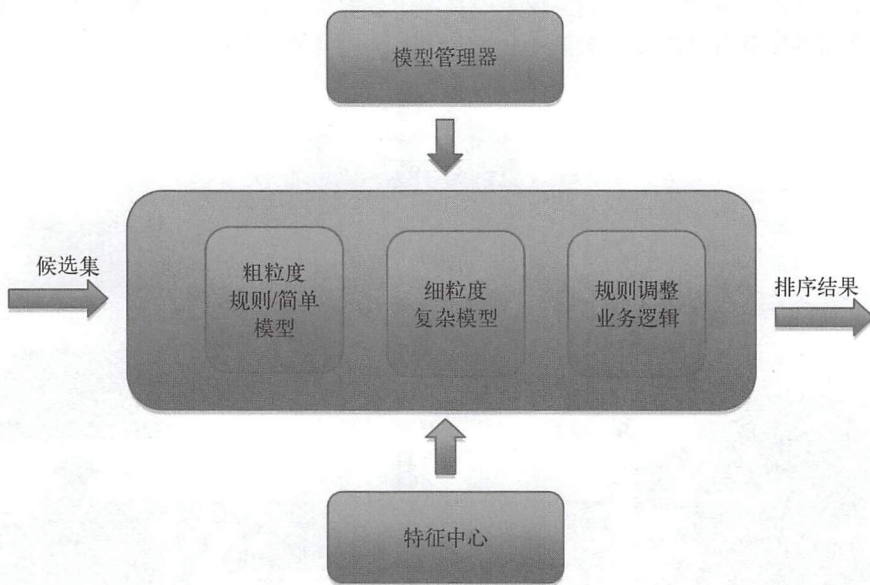 模型管理器
候选集
粗粒度
规则/简单
模型
细粒度
复杂模型
规则调整
业务逻辑
排序结果
特征中心